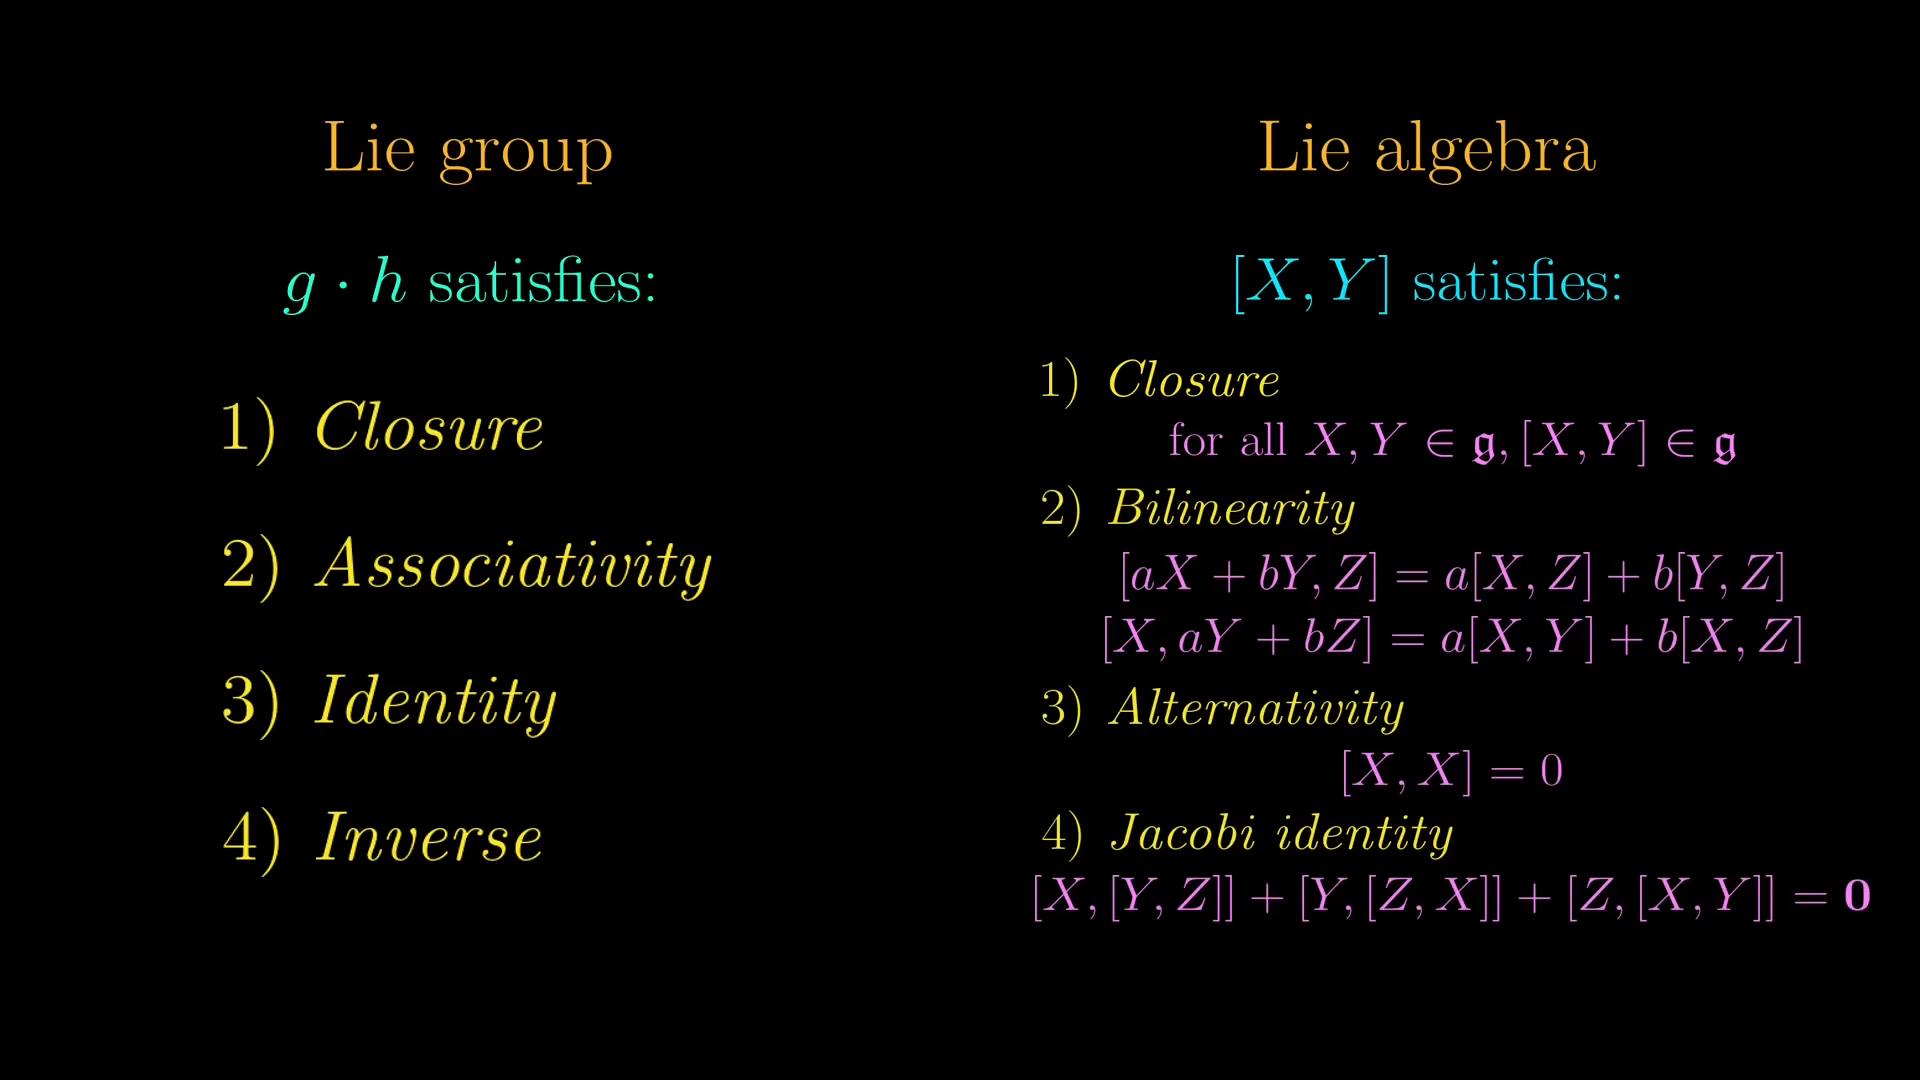 Lie group
g · h satisfies:
1) Closure
2) Associativity
3) Identity
4) Inverse
Lie algebra
[X, Y] satisfies:
1) Closure
for all X, Y ∈ 𝔤, [X, Y] ∈ 𝔤
2) Bilinearity
[aX + bY, Z] = a[X, Z] + b[Y, Z]
[X, aY + bZ] = a[X, Y] + b[X, Z]
3) Alternativity
[X, X] = 0
4) Jacobi identity
[X, [Y, Z]] + [Y, [Z, X]] + [Z, [X, Y]] = 𝟎